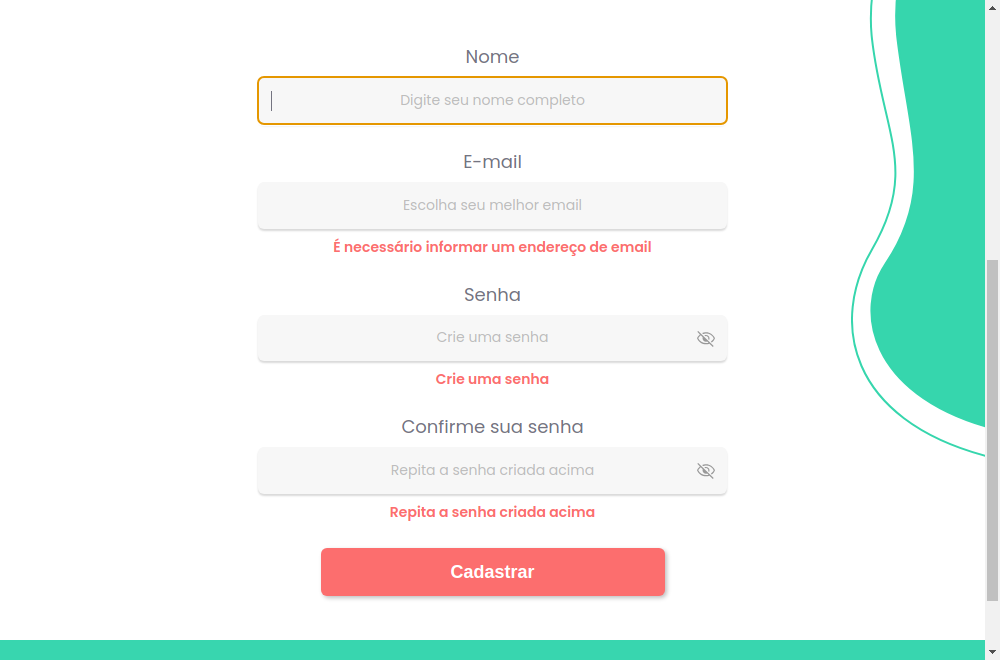 Nome
Digite seu nome completo
E-mail
Escolha seu melhor email
É necessário informar um endereço de email
Senha
Crie uma senha
Crie uma senha
Confirme sua senha
Repita a senha criada acima
Repita a senha criada acima
Cadastrar